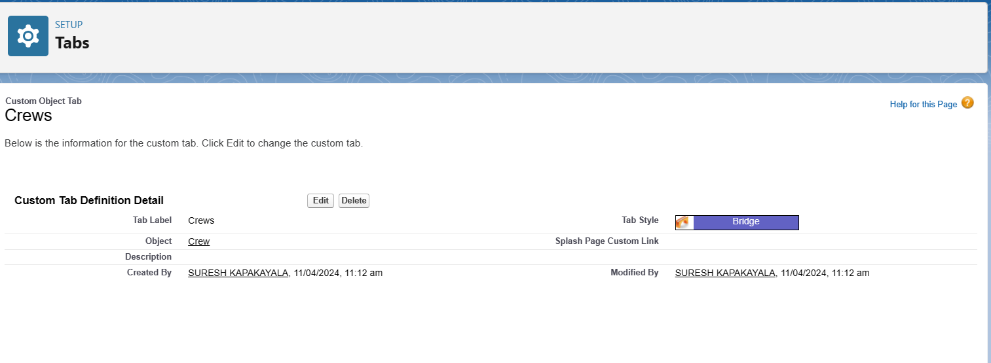 SETUP
Tabs
Custom Object Tab
Crews
Help for this Page ?
Below is the information for the custom tab. Click Edit to change the custom tab.
Custom Tab Definition Detail Edit Delete
Tab Label Crews Tab Style Bridge
Object Crew Splash Page Custom Link
Description
Created By SURESH KAPAKAYALA, 11/04/2024, 11:12 am Modified By SURESH KAPAKAYALA, 11/04/2024, 11:12 am